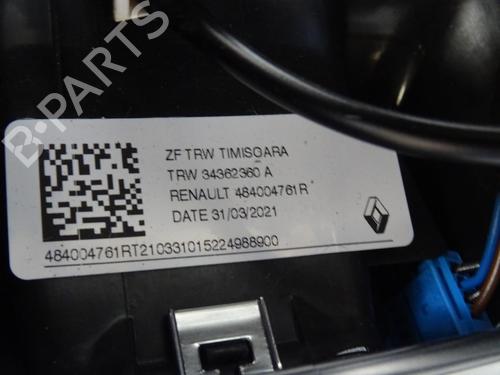 B-PARTS
ZF TRW TIMISOARA
TRW 34362360 A
RENAULT 484004761R
DATE 31/03/2021
484004761RT210331015224988900